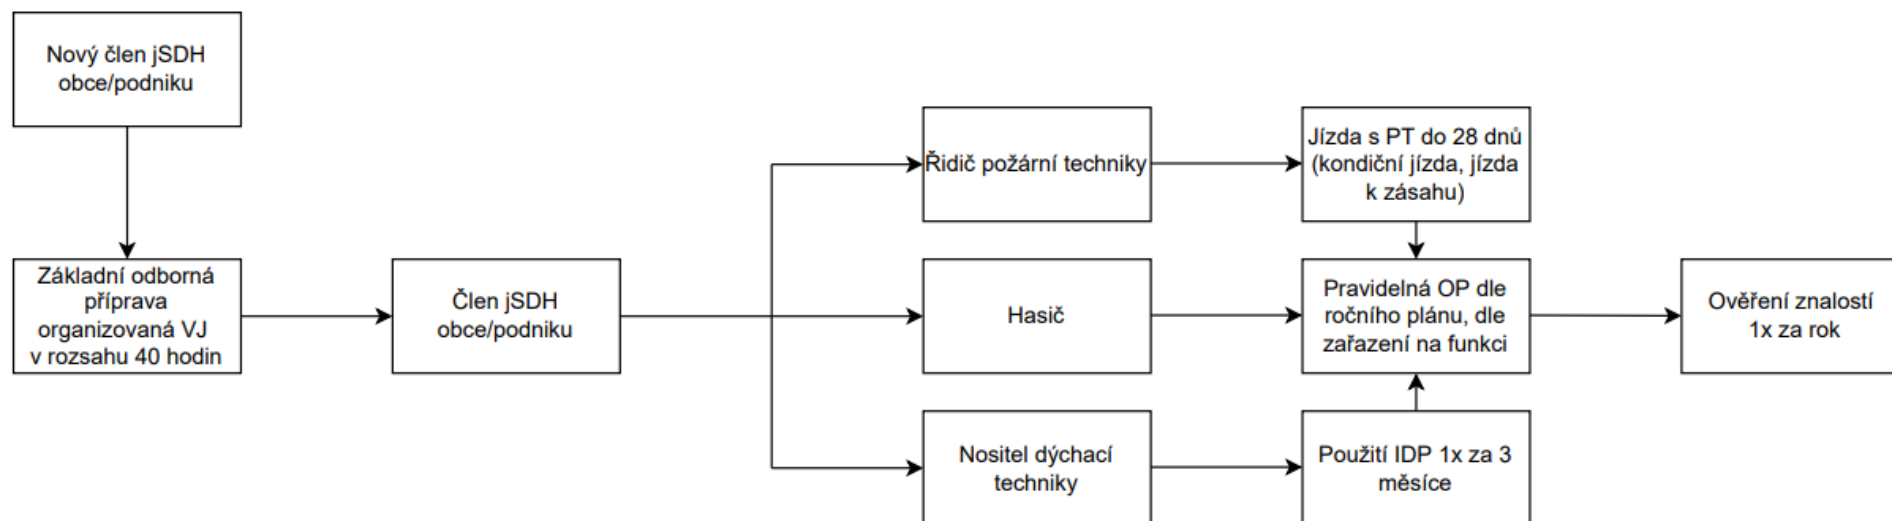 Nový člen jSDH
obce/podniku
Základní odborná
příprava
organizovaná VJ
v rozsahu 40 hodin
Člen jSDH
obce/podniku
Řidič požární techniky
Jízda s PT do 28 dnů
(kondiční jízda, jízda
k zásahu)
Hasič
Pravidelná OP dle
ročního plánu, dle
zařazení na funkci
Ověření znalostí
1x za rok
Nositel dýchací
techniky
Použití IDP 1x za 3
měsíce